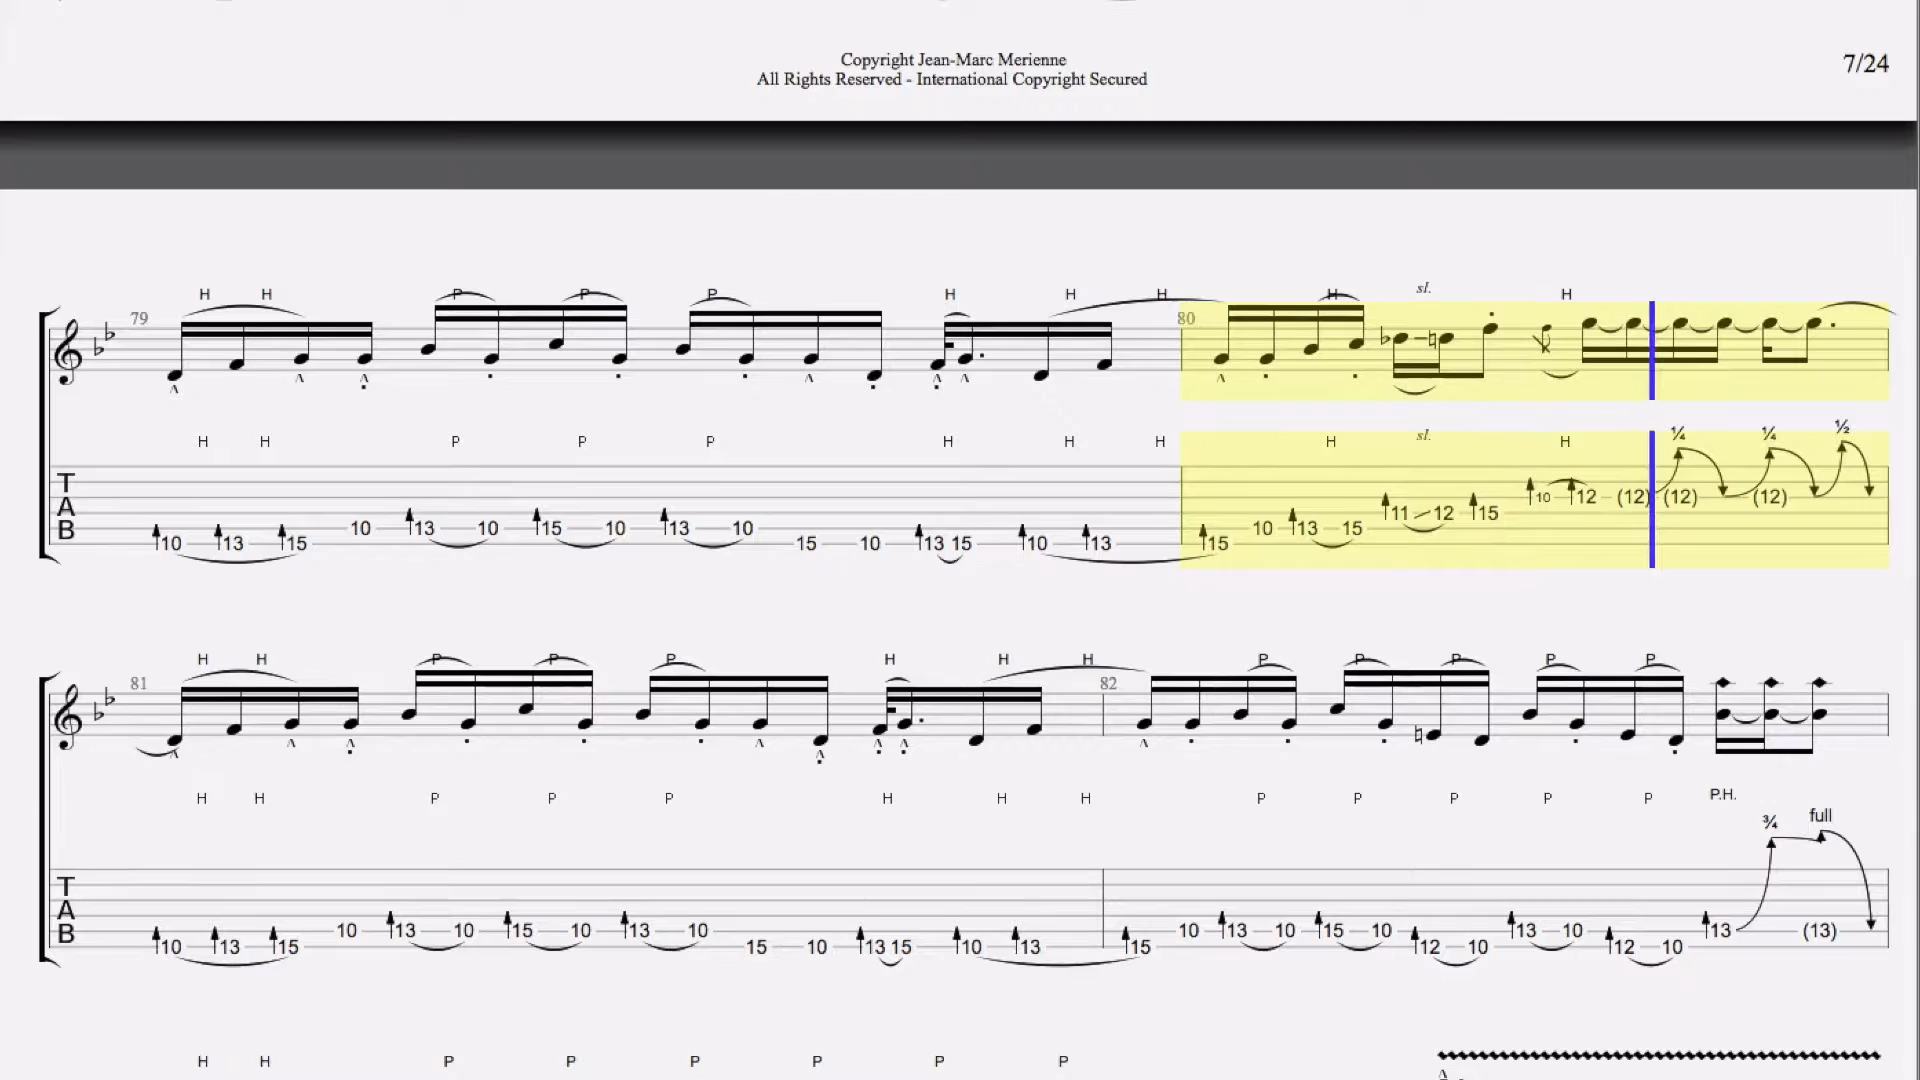 Copyright Jean-Marc Merienne
All Rights Reserved - International Copyright Secured
7/24
H H P P P H H H H sl. H
79 80
H H P P P H H H H sl. H ¼ ¼ ½
T
A
B
10 13 15 10 13 10 15 10 13 10 15 10 13 15 10 13 15 10 13 15 11 12 15 10 12 (12) (12) (12)
H H P P P H H H P P P P P
81 82
H H P P P H H H P P P P P P.H.
¾ full
T
A
B
10 13 15 10 13 10 15 10 13 10 15 10 13 15 10 13 15 10 13 10 15 10 12 10 13 10 12 10 13 (13)
H H P P P P P P